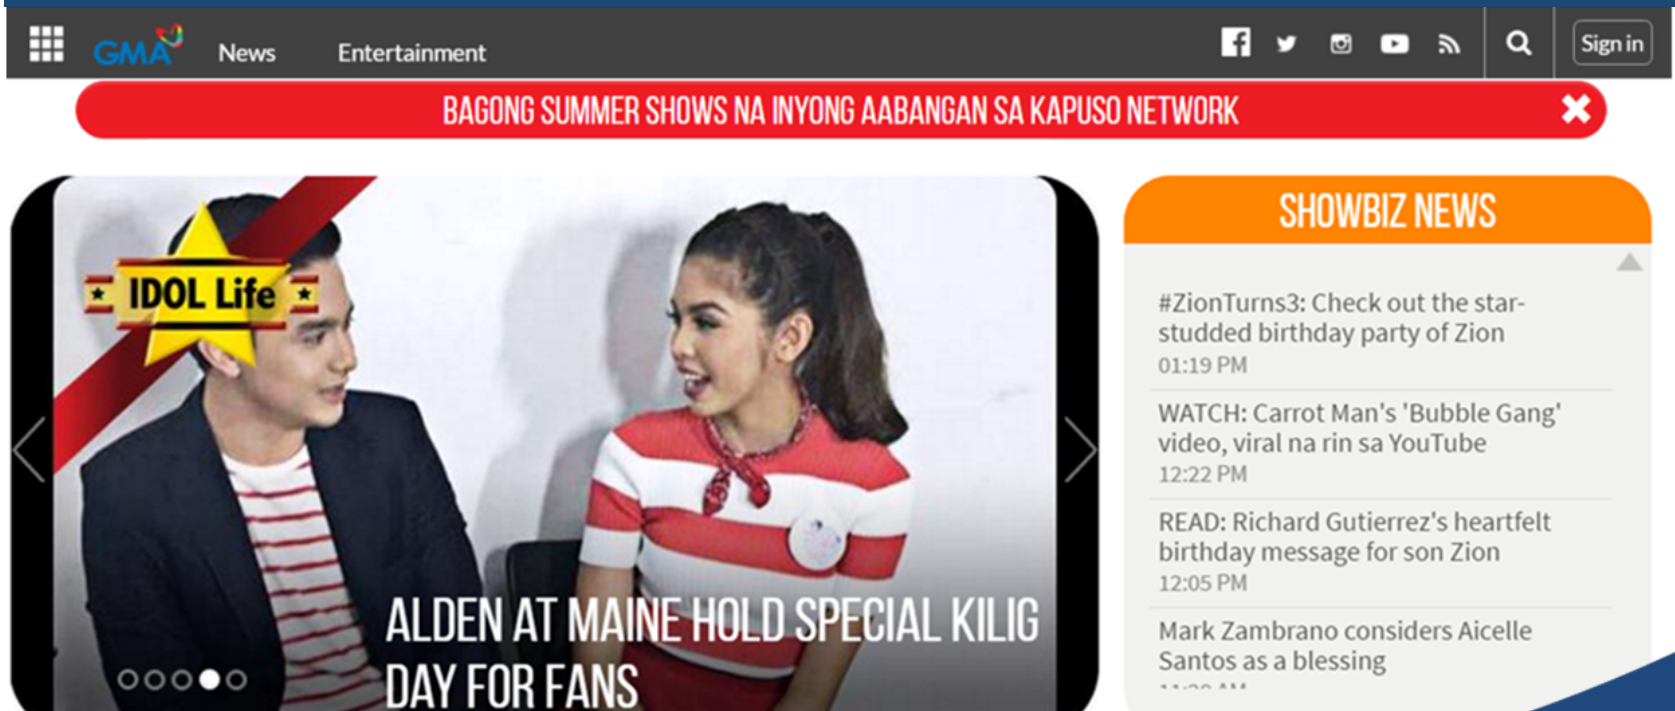 GMA News Entertainment Sign in
BAGONG SUMMER SHOWS NA INYONG AABANGAN SA KAPUSO NETWORK
IDOL Life
ALDEN AT MAINE HOLD SPECIAL KILIG
DAY FOR FANS
SHOWBIZ NEWS
#ZionTurns3: Check out the star-
studded birthday party of Zion
01:19 PM
WATCH: Carrot Man's 'Bubble Gang'
video, viral na rin sa YouTube
12:22 PM
READ: Richard Gutierrez's heartfelt
birthday message for son Zion
12:05 PM
Mark Zambrano considers Aicelle
Santos as a blessing